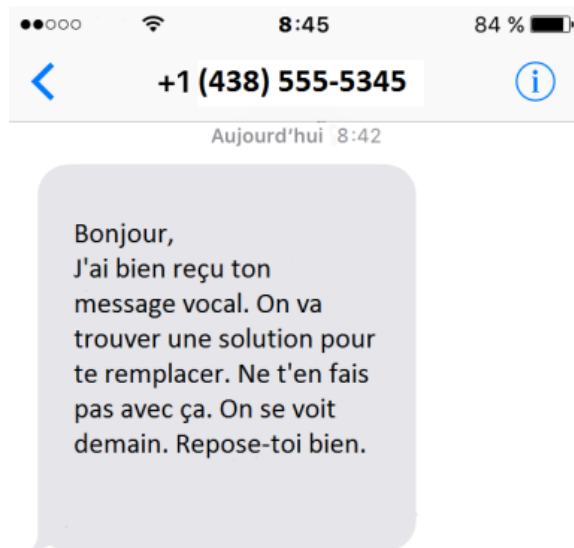 8:45 84 %
+1 (438) 555-5345
Aujourd'hui 8:42
Bonjour,
J'ai bien reçu ton
message vocal. On va
trouver une solution pour
te remplacer. Ne t'en fais
pas avec ça. On se voit
demain. Repose-toi bien.